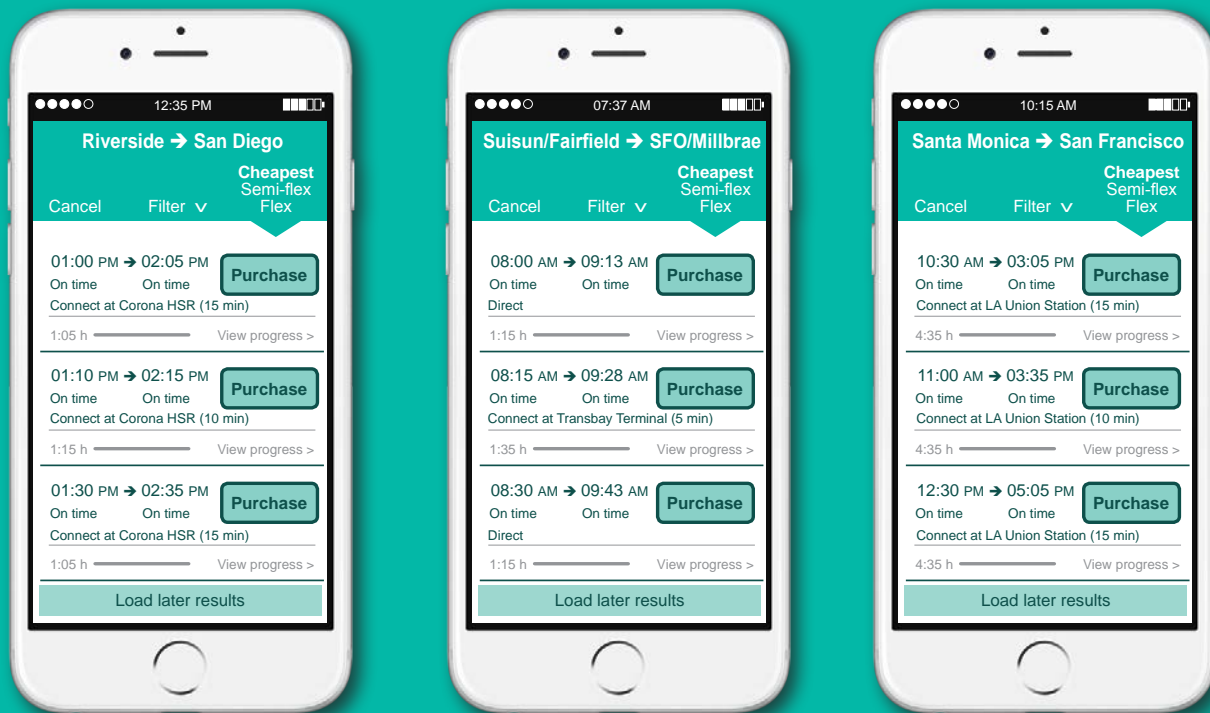 12:35 PM
Riverside ➔ San Diego
Cheapest
Semi-flex
Cancel Filter v Flex
01:00 PM ➔ 02:05 PM Purchase
On time On time
Connect at Corona HSR (15 min)
1:05 h View progress >
01:10 PM ➔ 02:15 PM Purchase
On time On time
Connect at Corona HSR (10 min)
1:15 h View progress >
01:30 PM ➔ 02:35 PM Purchase
On time On time
Connect at Corona HSR (15 min)
1:05 h View progress >
Load later results
07:37 AM
Suisun/Fairfield ➔ SFO/Millbrae
Cheapest
Semi-flex
Cancel Filter v Flex
08:00 AM ➔ 09:13 AM Purchase
On time On time
Direct
1:15 h View progress >
08:15 AM ➔ 09:28 AM Purchase
On time On time
Connect at Transbay Terminal (5 min)
1:35 h View progress >
08:30 AM ➔ 09:43 AM Purchase
On time On time
Direct
1:15 h View progress >
Load later results
10:15 AM
Santa Monica ➔ San Francisco
Cheapest
Semi-flex
Cancel Filter v Flex
10:30 AM ➔ 03:05 PM Purchase
On time On time
Connect at LA Union Station (15 min)
4:35 h View progress >
11:00 AM ➔ 03:35 PM Purchase
On time On time
Connect at LA Union Station (10 min)
4:35 h View progress >
12:30 PM ➔ 05:05 PM Purchase
On time On time
Connect at LA Union Station (15 min)
4:35 h View progress >
Load later results